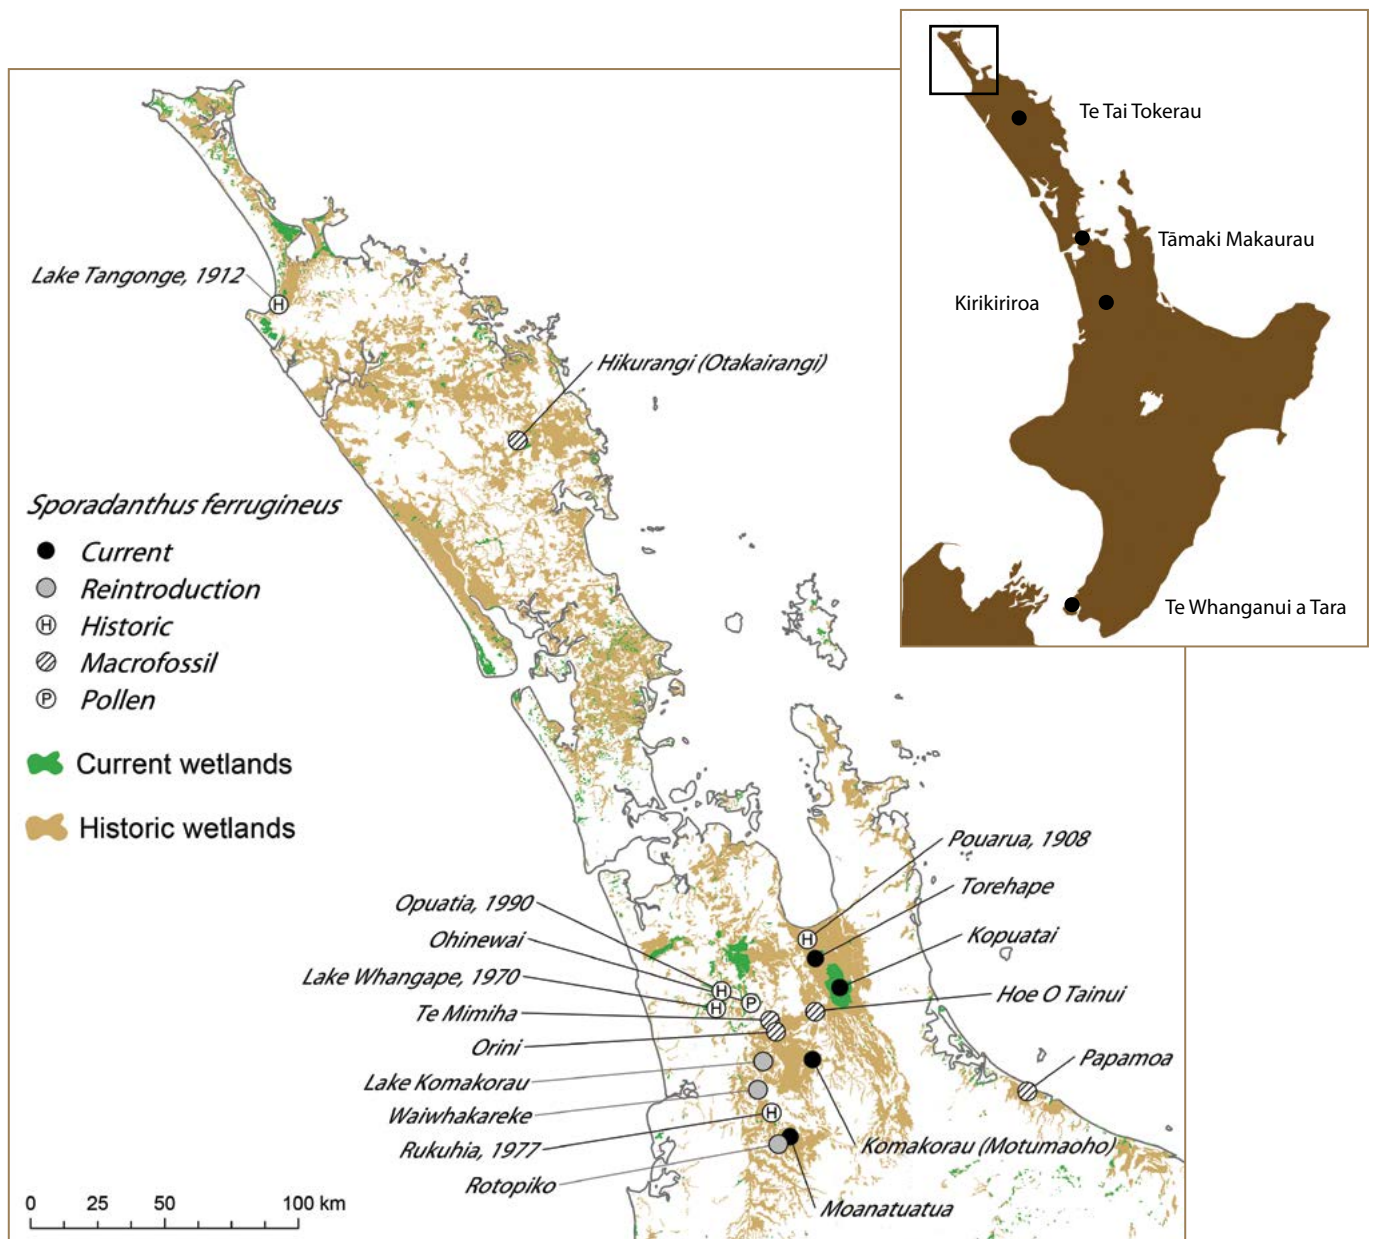 Te Tai Tokerau
Tāmaki Makaurau
Kirikiriroa
Te Whanganui a Tara
Lake Tangonge, 1912
H
Hikurangi (Otakairangi)
Sporadanthus ferrugineus
Current
Reintroduction
H Historic
Macrofossil
P Pollen
Current wetlands
Historic wetlands
Pouarua, 1908
Torehape
Kopuatai
Hoe O Tainui
Papamoa
Komakorau (Motumaoho)
Moanatuatua
Opuatia, 1990
Ohinewai
Lake Whangape, 1970
Te Mimiha
Orini
Lake Komakorau
Waiwhakareke
Rukuhia, 1977
Rotopiko
H
H
P
H
H
0 25 50 100 km